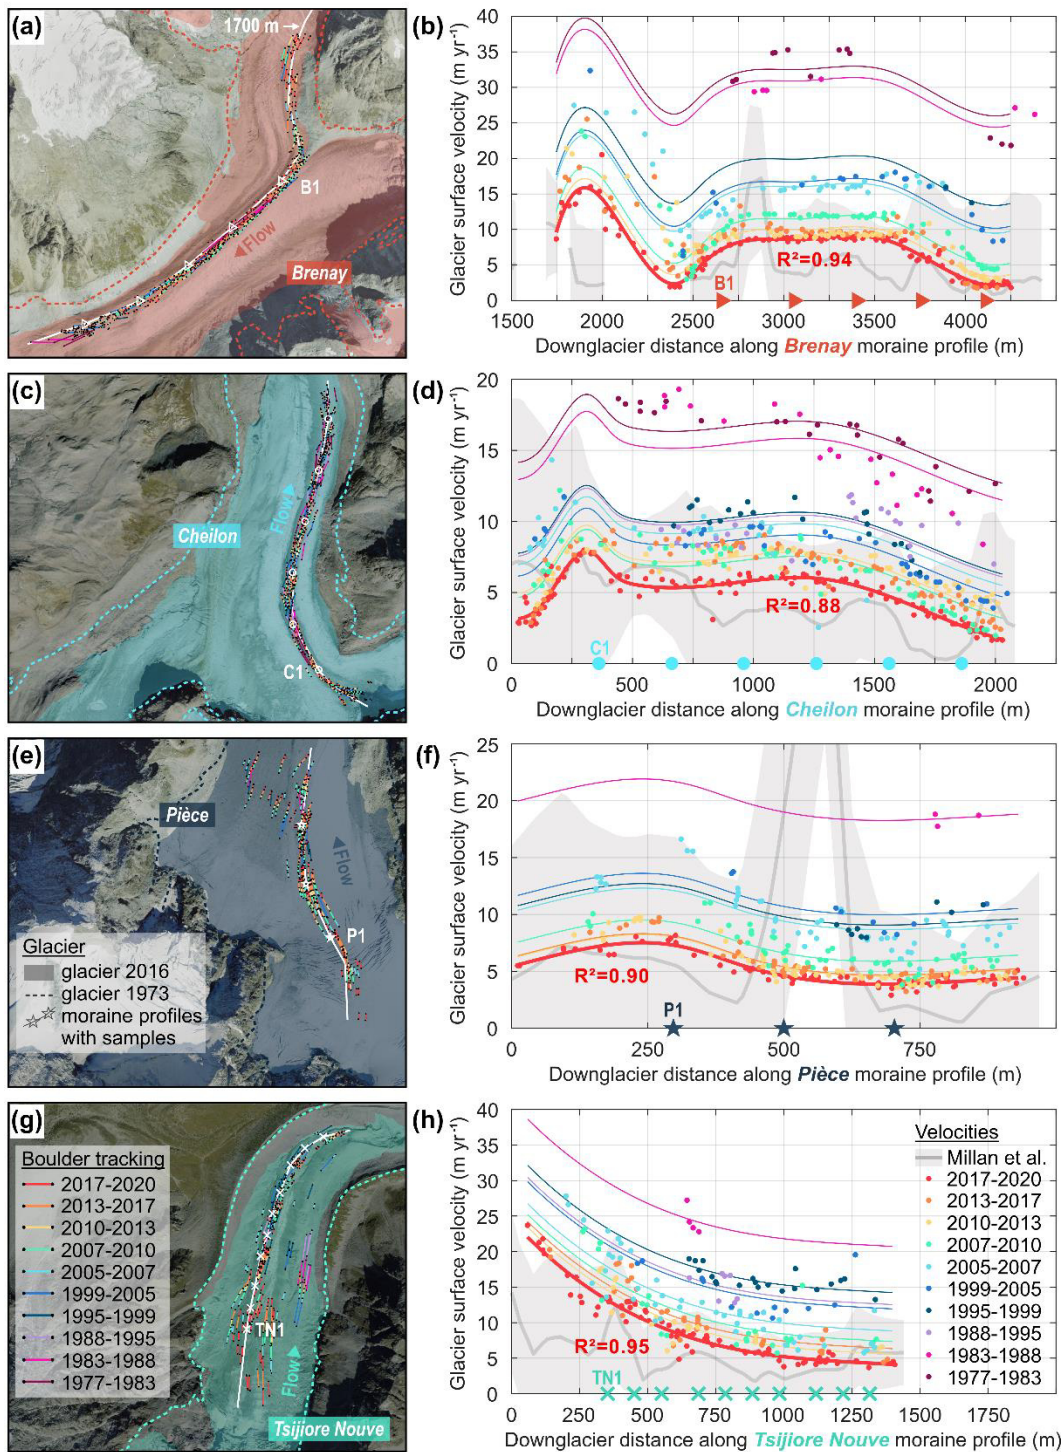 (a)
1700 m
B1
Flow
Brenay
(b)
Glacier surface velocity (m yr⁻¹)
40
35
30
25
20
15
10
5
0
R²=0.94
B1
1500
2000
2500
3000
3500
4000
Downglacier distance along Brenay moraine profile (m)
(c)
Cheilon
Flow
C1
(d)
Glacier surface velocity (m yr⁻¹)
20
15
10
5
0
R²=0.88
C1
0
500
1000
1500
2000
Downglacier distance along Cheilon moraine profile (m)
(e)
Pièce
Flow
P1
Glacier
glacier 2016
glacier 1973
moraine profiles
with samples
(f)
Glacier surface velocity (m yr⁻¹)
25
20
15
10
5
0
R²=0.90
P1
0
250
500
750
Downglacier distance along Pièce moraine profile (m)
(g)
Boulder tracking
2017-2020
2013-2017
2010-2013
2007-2010
2005-2007
1999-2005
1995-1999
1988-1995
1983-1988
1977-1983
TN1
Flow
Tsijiore Nouve
(h)
Glacier surface velocity (m yr⁻¹)
40
35
30
25
20
15
10
5
0
R²=0.95
TN1
Velocities
Millan et al.
2017-2020
2013-2017
2010-2013
2007-2010
2005-2007
1999-2005
1995-1999
1988-1995
1983-1988
1977-1983
0
250
500
750
1000
1250
1500
1750
Downglacier distance along Tsijiore Nouve moraine profile (m)